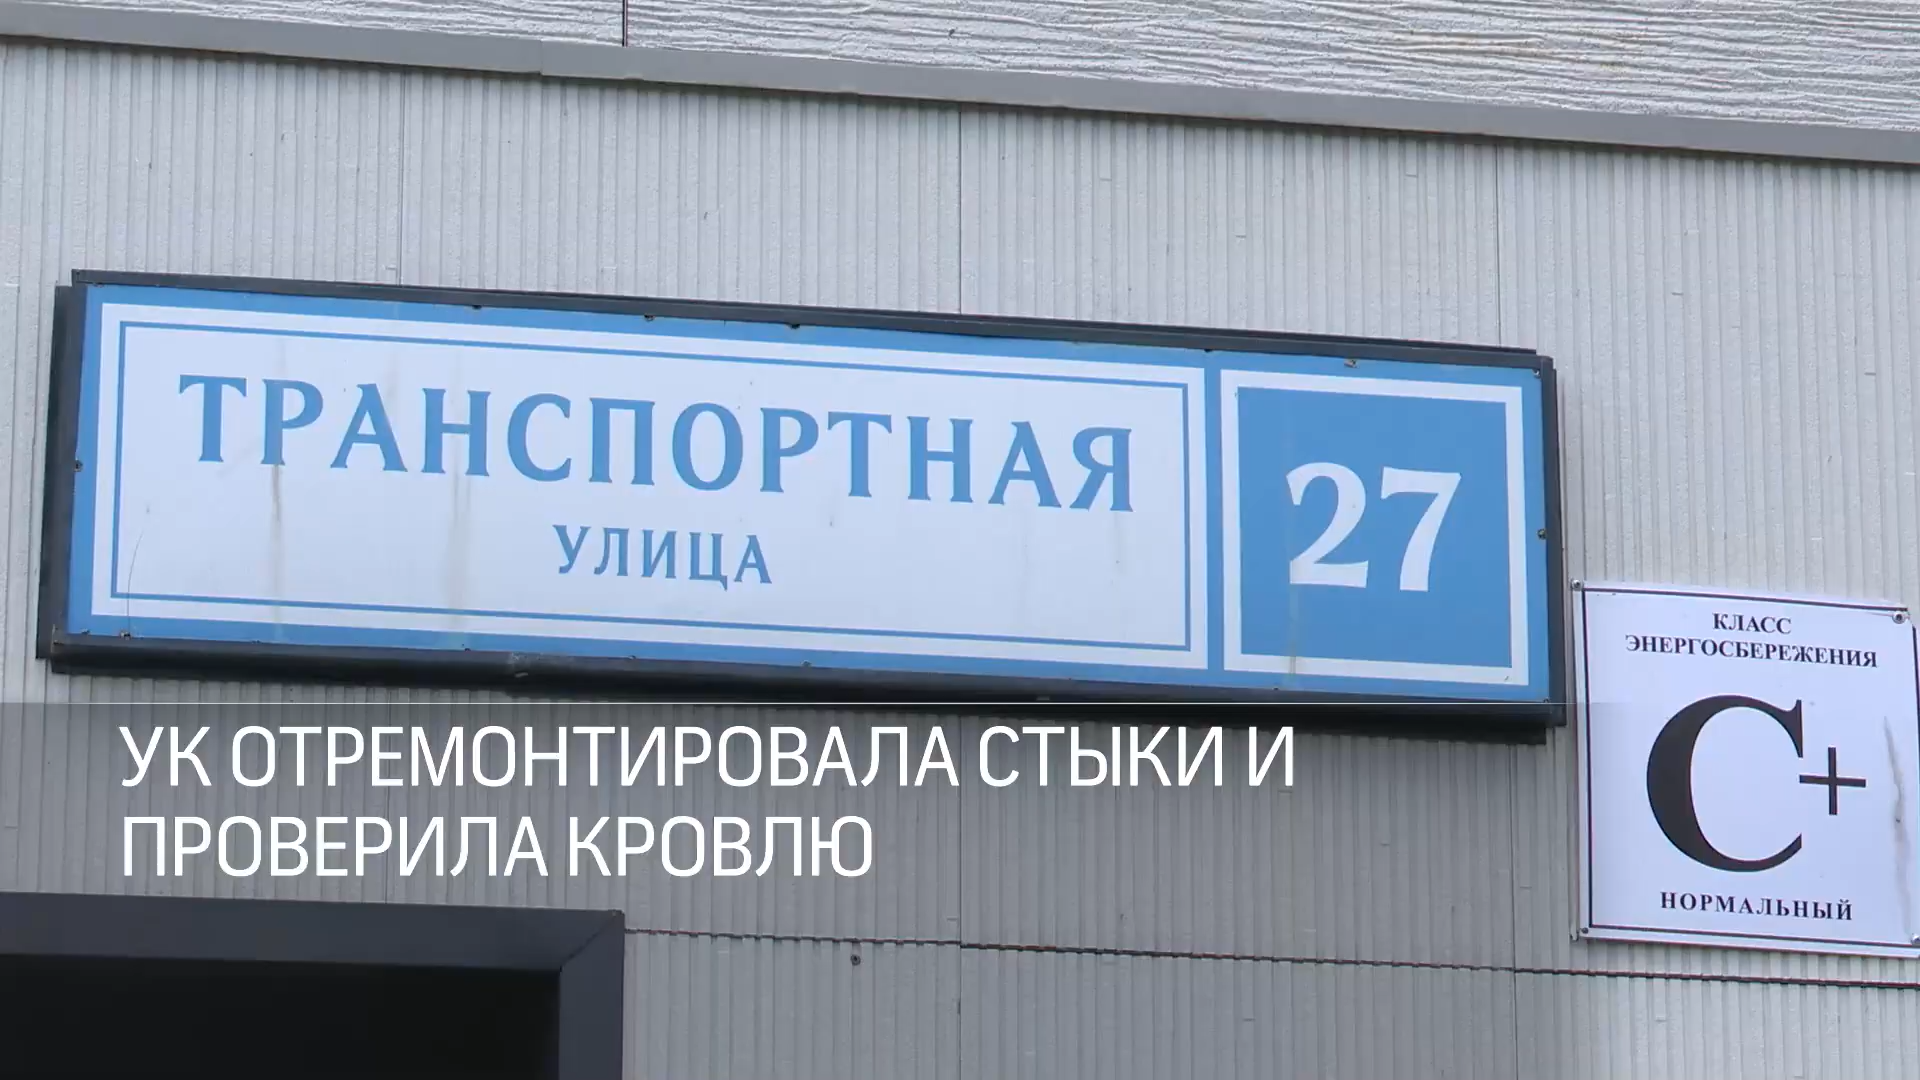 ТРАНСПОРТНАЯ
УЛИЦА
27
КЛАСС
ЭНЕРГОСБЕРЕЖЕНИЯ
C+
НОРМАЛЬНЫЙ
УК ОТРЕМОНТИРОВАЛА СТЫКИ И
ПРОВЕРИЛА КРОВЛЮ